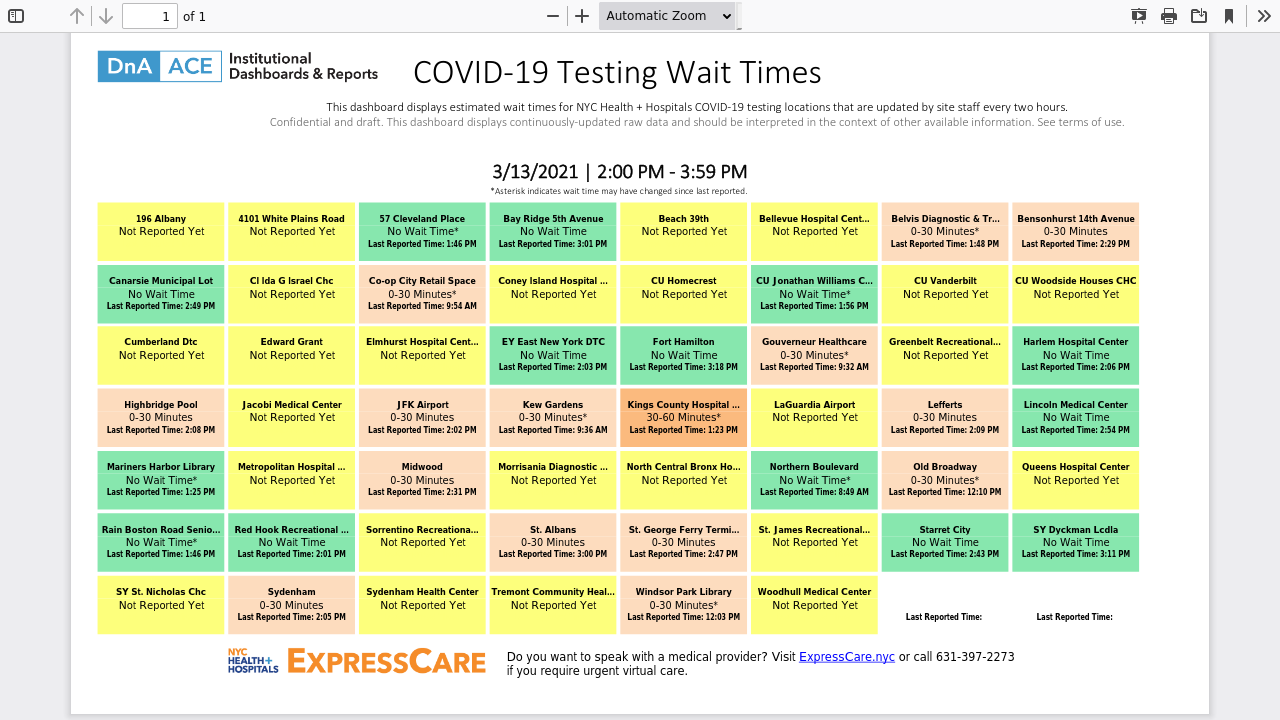 1 of 1 Automatic Zoom
DnA ACE Institutional
Dashboards & Reports
COVID-19 Testing Wait Times
This dashboard displays estimated wait times for NYC Health + Hospitals COVID-19 testing locations that are updated by site staff every two hours.
Confidential and draft. This dashboard displays continuously-updated raw data and should be interpreted in the context of other available information. See terms of use.
3/13/2021 | 2:00 PM - 3:59 PM
*Asterisk indicates wait time may have changed since last reported.
196 Albany
Not Reported Yet
4101 White Plains Road
Not Reported Yet
57 Cleveland Place
No Wait Time*
Last Reported Time: 1:46 PM
Bay Ridge 5th Avenue
No Wait Time
Last Reported Time: 3:01 PM
Beach 39th
Not Reported Yet
Bellevue Hospital Cent...
Not Reported Yet
Belvis Diagnostic & Tr...
0-30 Minutes*
Last Reported Time: 1:48 PM
Bensonhurst 14th Avenue
0-30 Minutes
Last Reported Time: 2:29 PM
Canarsie Municipal Lot
No Wait Time
Last Reported Time: 2:49 PM
CI Ida G Israel Chc
Not Reported Yet
Co-op City Retail Space
0-30 Minutes*
Last Reported Time: 9:54 AM
Coney Island Hospital ...
Not Reported Yet
CU Homecrest
Not Reported Yet
CU Jonathan Williams C...
No Wait Time*
Last Reported Time: 1:56 PM
CU Vanderbilt
Not Reported Yet
CU Woodside Houses CHC
Not Reported Yet
Cumberland Dtc
Not Reported Yet
Edward Grant
Not Reported Yet
Elmhurst Hospital Cent...
Not Reported Yet
EY East New York DTC
No Wait Time
Last Reported Time: 2:03 PM
Fort Hamilton
No Wait Time
Last Reported Time: 3:18 PM
Gouverneur Healthcare
0-30 Minutes*
Last Reported Time: 9:32 AM
Greenbelt Recreational...
Not Reported Yet
Harlem Hospital Center
No Wait Time
Last Reported Time: 2:06 PM
Highbridge Pool
0-30 Minutes
Last Reported Time: 2:08 PM
Jacobi Medical Center
Not Reported Yet
JFK Airport
0-30 Minutes
Last Reported Time: 2:02 PM
Kew Gardens
0-30 Minutes*
Last Reported Time: 9:36 AM
Kings County Hospital ...
30-60 Minutes*
Last Reported Time: 1:23 PM
LaGuardia Airport
Not Reported Yet
Lefferts
0-30 Minutes
Last Reported Time: 2:09 PM
Lincoln Medical Center
No Wait Time
Last Reported Time: 2:54 PM
Mariners Harbor Library
No Wait Time*
Last Reported Time: 1:25 PM
Metropolitan Hospital ...
Not Reported Yet
Midwood
0-30 Minutes
Last Reported Time: 2:31 PM
Morrisania Diagnostic ...
Not Reported Yet
North Central Bronx Ho...
Not Reported Yet
Northern Boulevard
No Wait Time*
Last Reported Time: 8:49 AM
Old Broadway
0-30 Minutes*
Last Reported Time: 12:10 PM
Queens Hospital Center
Not Reported Yet
Rain Boston Road Senio...
No Wait Time*
Last Reported Time: 1:46 PM
Red Hook Recreational ...
No Wait Time
Last Reported Time: 2:01 PM
Sorrentino Recreationa...
Not Reported Yet
St. Albans
0-30 Minutes
Last Reported Time: 3:00 PM
St. George Ferry Termi...
0-30 Minutes
Last Reported Time: 2:47 PM
St. James Recreational...
Not Reported Yet
Starret City
No Wait Time
Last Reported Time: 2:43 PM
SY Dyckman Lcdla
No Wait Time
Last Reported Time: 3:11 PM
SY St. Nicholas Chc
Not Reported Yet
Sydenham
0-30 Minutes
Last Reported Time: 2:05 PM
Sydenham Health Center
Not Reported Yet
Tremont Community Heal...
Not Reported Yet
Windsor Park Library
0-30 Minutes*
Last Reported Time: 12:03 PM
Woodhull Medical Center
Not Reported Yet
Last Reported Time:
Last Reported Time:
NYC
HEALTH+
HOSPITALS
EXPRESSCARE
Do you want to speak with a medical provider? Visit ExpressCare.nyc or call 631-397-2273
if you require urgent virtual care.